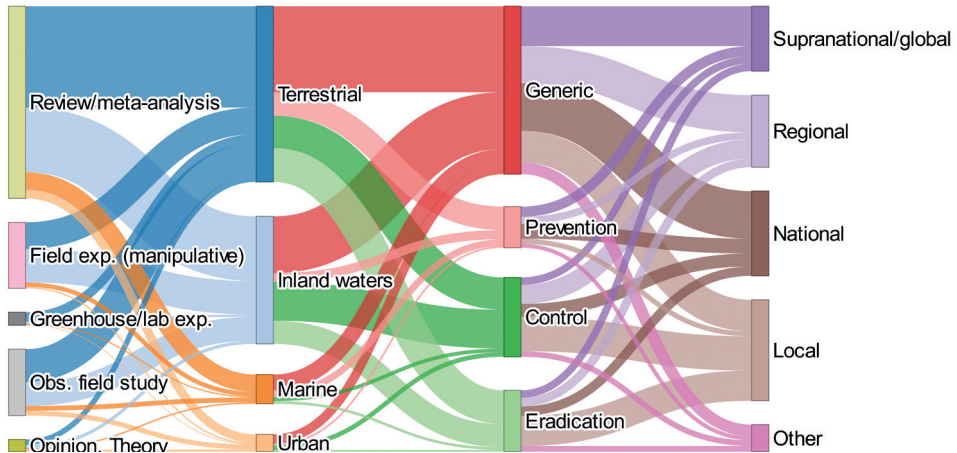 Review/meta-analysis
Field exp. (manipulative)
Greenhouse/lab exp.
Obs. field study
Opinion, Theory
Terrestrial
Inland waters
Marine
Urban
Generic
Prevention
Control
Eradication
Supranational/global
Regional
National
Local
Other